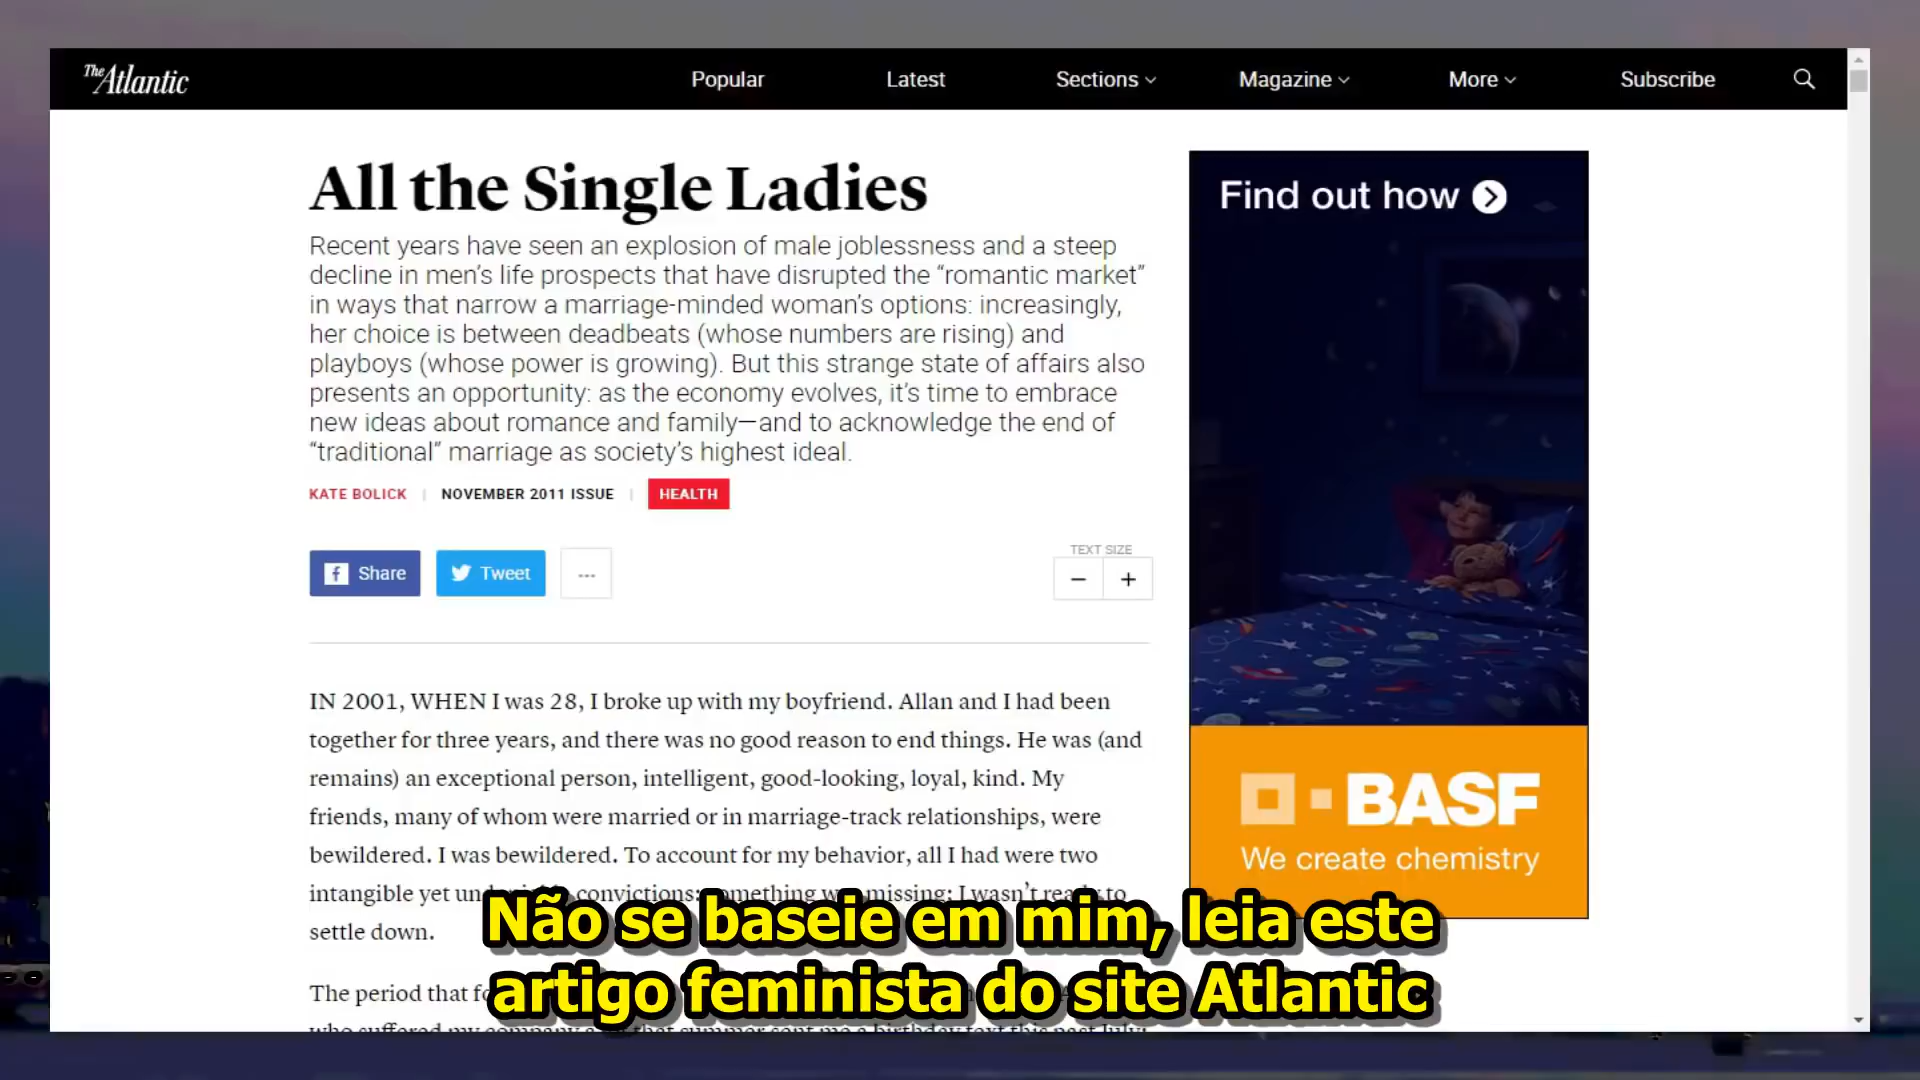 The Atlantic
Popular
Latest
Sections
Magazine
More
Subscribe
All the Single Ladies
Recent years have seen an explosion of male joblessness and a steep
decline in men's life prospects that have disrupted the “romantic market”
in ways that narrow a marriage-minded woman's options: increasingly,
her choice is between deadbeats (whose numbers are rising) and
playboys (whose power is growing). But this strange state of affairs also
presents an opportunity: as the economy evolves, it's time to embrace
new ideas about romance and family—and to acknowledge the end of
“traditional” marriage as society's highest ideal.
KATE BOLICK | NOVEMBER 2011 ISSUE | HEALTH
Share
Tweet
...
TEXT SIZE
− +
IN 2001, WHEN I was 28, I broke up with my boyfriend. Allan and I had been
together for three years, and there was no good reason to end things. He was (and
remains) an exceptional person, intelligent, good-looking, loyal, kind. My
friends, many of whom were married or in marriage-track relationships, were
bewildered. I was bewildered. To account for my behavior, all I had were two
intangible yet convictions: something was missing; I wasn't ready to
settle down.
The period that
Find out how
BASF
We create chemistry
Não se baseie em mim, leia este
artigo feminista do site Atlantic